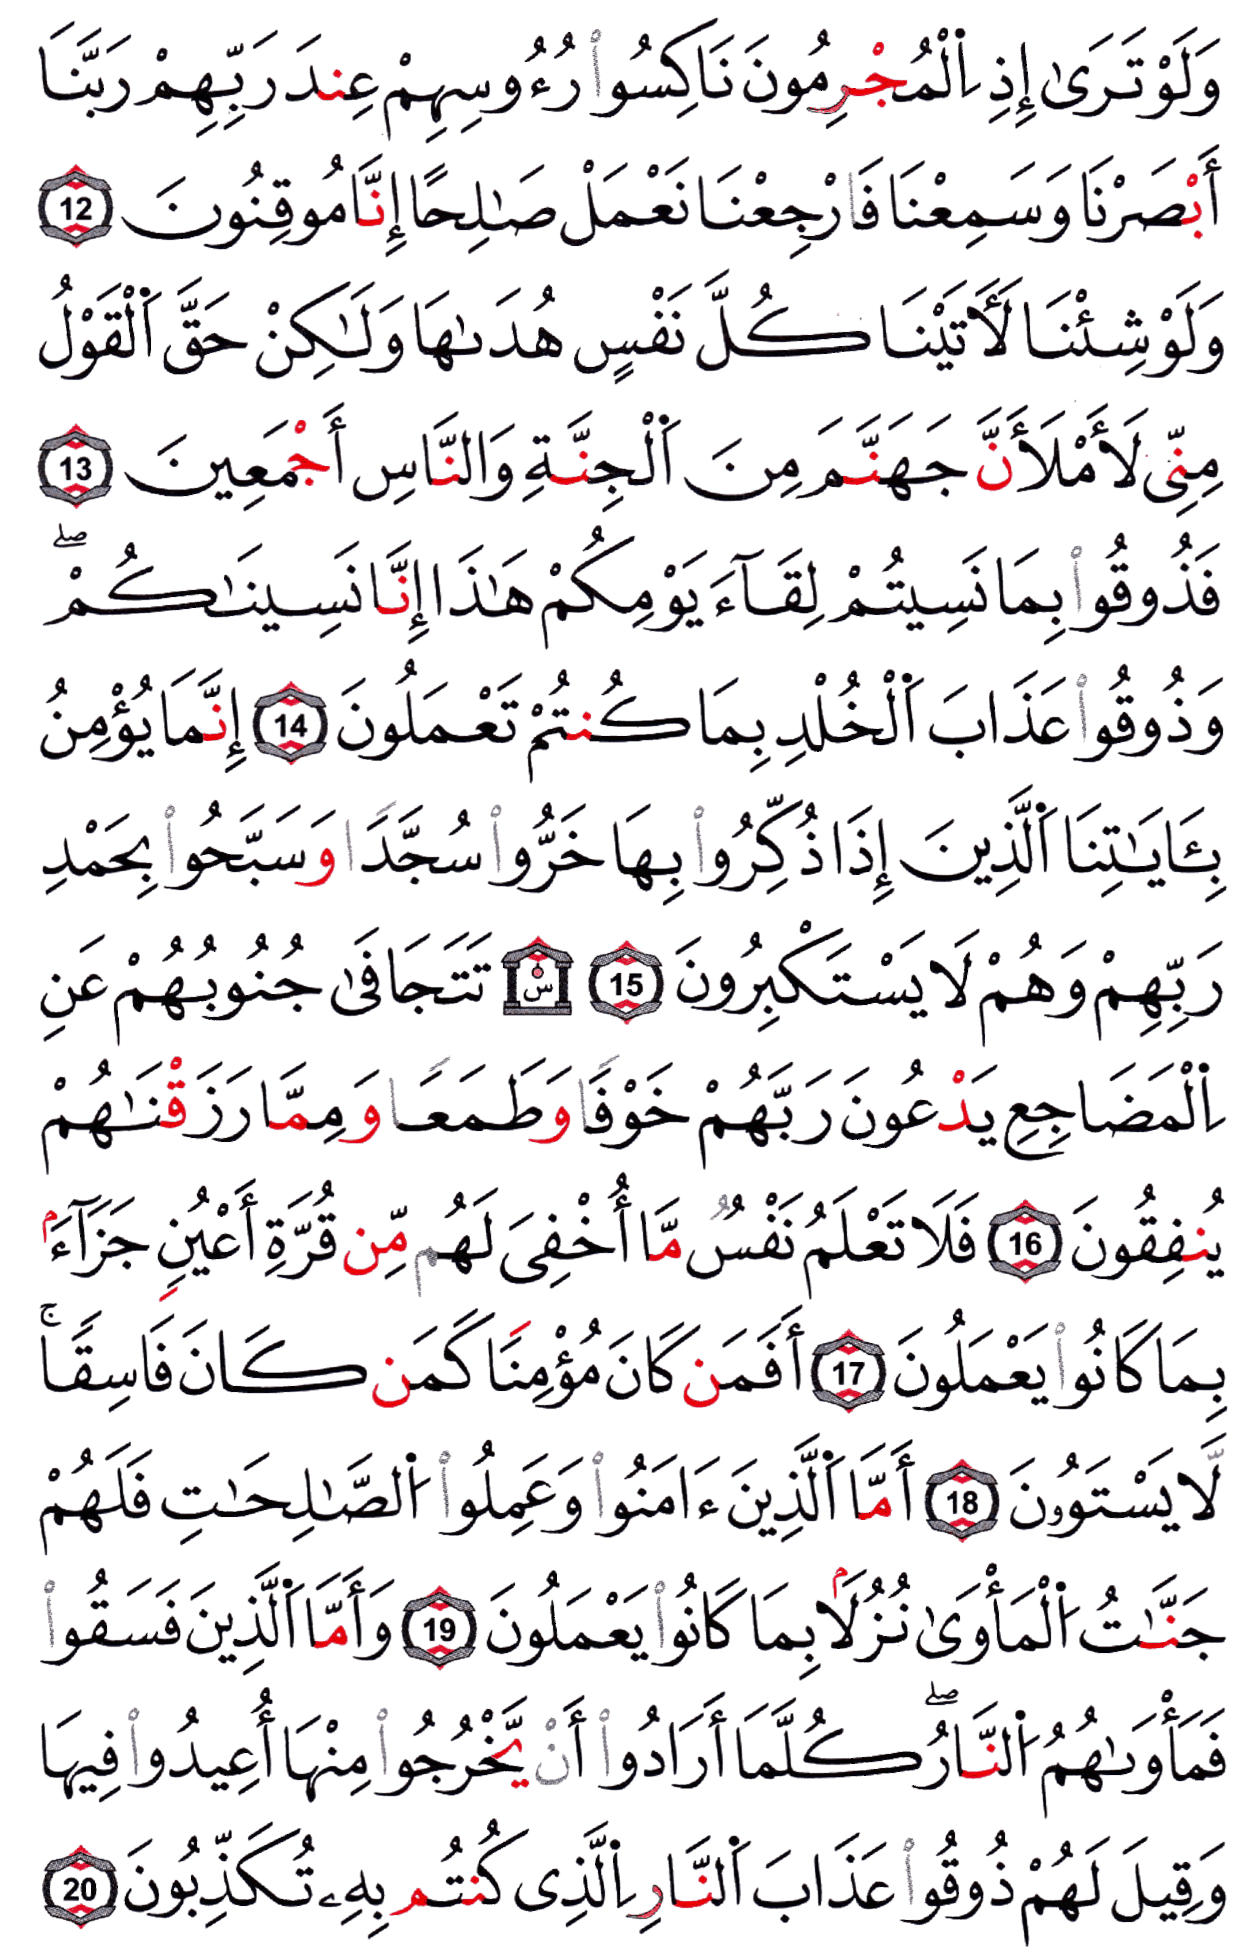 وَلَوْ تَرَىٰ إِذِ ٱلْمُجْرِمُونَ نَاكِسُوا۟ رُءُوسِهِمْ عِندَ رَبِّهِمْ رَبَّنَا
أَبْصَرْنَا وَسَمِعْنَا فَارْجِعْنَا نَعْمَلْ صَـٰلِحًا إِنَّا مُوقِنُونَ 12
وَلَوْ شِئْنَا لَأَتَيْنَا كُلَّ نَفْسٍ هُدَىٰهَا وَلَـٰكِنْ حَقَّ ٱلْقَوْلُ
مِنِّى لَأَمْلَأَنَّ جَهَنَّمَ مِنَ ٱلْجِنَّةِ وَالنَّاسِ أَجْمَعِينَ 13
فَذُوقُوا۟ بِمَا نَسِيتُمْ لِقَآءَ يَوْمِكُمْ هَـٰذَا إِنَّا نَسِينَـٰكُمْ ۖ
وَذُوقُوا۟ عَذَابَ ٱلْخُلْدِ بِمَا كُنتُمْ تَعْمَلُونَ 14 إِنَّمَا يُؤْمِنُ
بِـَٔايَـٰتِنَا ٱلَّذِينَ إِذَا ذُكِّرُوا۟ بِهَا خَرُّوا۟ سُجَّدًا وَسَبَّحُوا۟ بِحَمْدِ
رَبِّهِمْ وَهُمْ لَا يَسْتَكْبِرُونَ 15 س تَتَجَافَىٰ جُنُوبُهُمْ عَنِ
ٱلْمَضَاجِعِ يَدْعُونَ رَبَّهُمْ خَوْفًا وَطَمَعًا وَمِمَّا رَزَقْنَـٰهُمْ
يُنفِقُونَ 16 فَلَا تَعْلَمُ نَفْسٌ مَّا أُخْفِىَ لَهُم مِّن قُرَّةِ أَعْيُنٍ جَزَآءَۢ
بِمَا كَانُوا۟ يَعْمَلُونَ 17 أَفَمَن كَانَ مُؤْمِنًا كَمَن كَانَ فَاسِقًا ۚ
لَّا يَسْتَوُۥنَ 18 أَمَّا ٱلَّذِينَ ءَامَنُوا۟ وَعَمِلُوا۟ ٱلصَّـٰلِحَـٰتِ فَلَهُمْ
جَنَّـٰتُ ٱلْمَأْوَىٰ نُزُلَۢا بِمَا كَانُوا۟ يَعْمَلُونَ 19 وَأَمَّا ٱلَّذِينَ فَسَقُوا۟
فَمَأْوَىٰهُمُ ٱلنَّارُ ۖ كُلَّمَا أَرَادُوا۟ أَنْ يَّخْرُجُوا۟ مِنْهَا أُعِيدُوا۟ فِيهَا
وَقِيلَ لَهُمْ ذُوقُوا۟ عَذَابَ ٱلنَّارِ ٱلَّذِى كُنتُم بِهِۦ تُكَذِّبُونَ 20